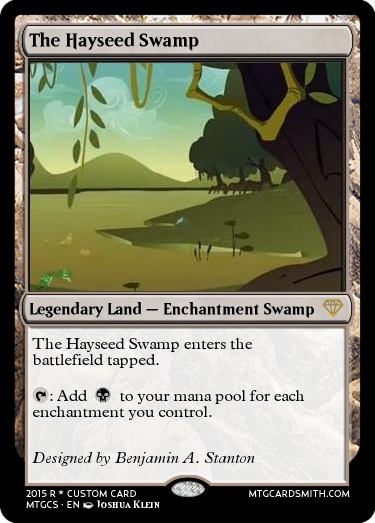 The Hayseed Swamp
Legendary Land — Enchantment Swamp
The Hayseed Swamp enters the
battlefield tapped.
: Add to your mana pool for each
enchantment you control.
Designed by Benjamin A. Stanton
2015 R * CUSTOM CARD
MTGCS · EN JOSHUA KLEIN
MTGCARDSMITH.COM